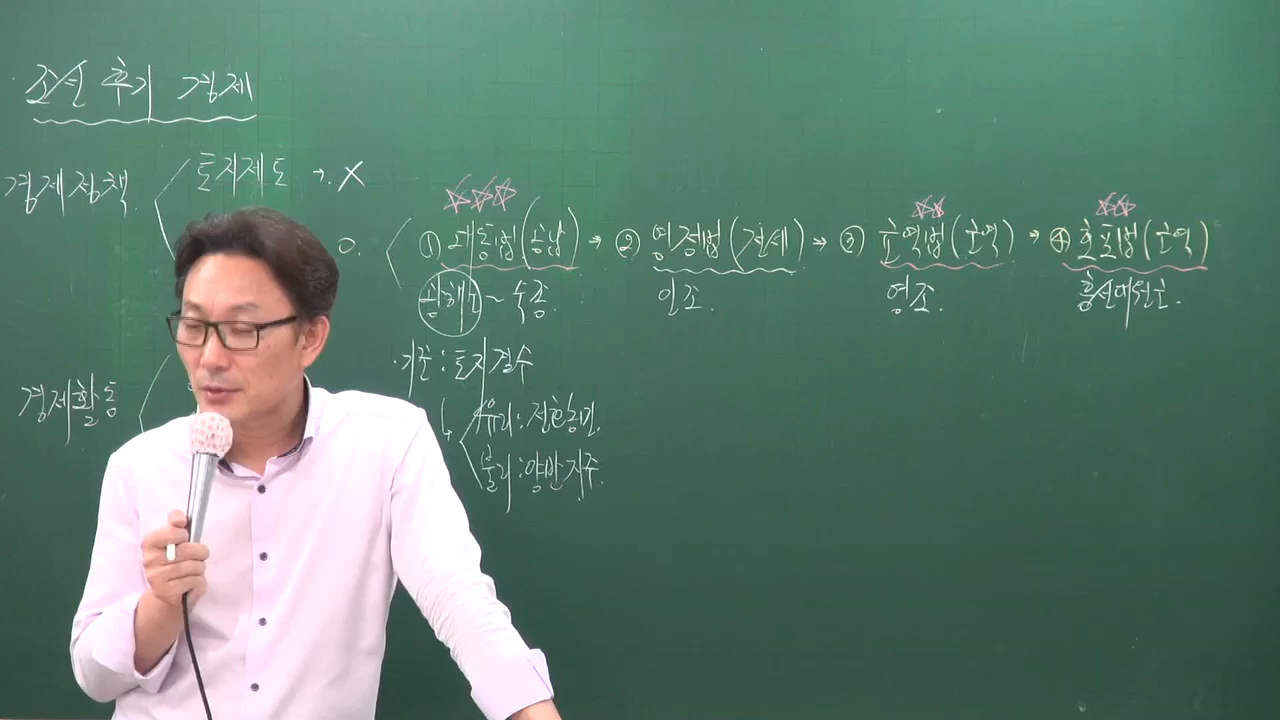 조선 후기 경제
경제정책
토지제도 → X
0.
① 대동법(공납) → ② 영정법(전세) → ③ 균역법(군역) → ④ 호포법(군역)
광해군 ~ 숙종.
인조.
영조.
흥선대원군.
·기준:토지결수
↳ 유리:전호농민.
불리:양반지주.
경제활동